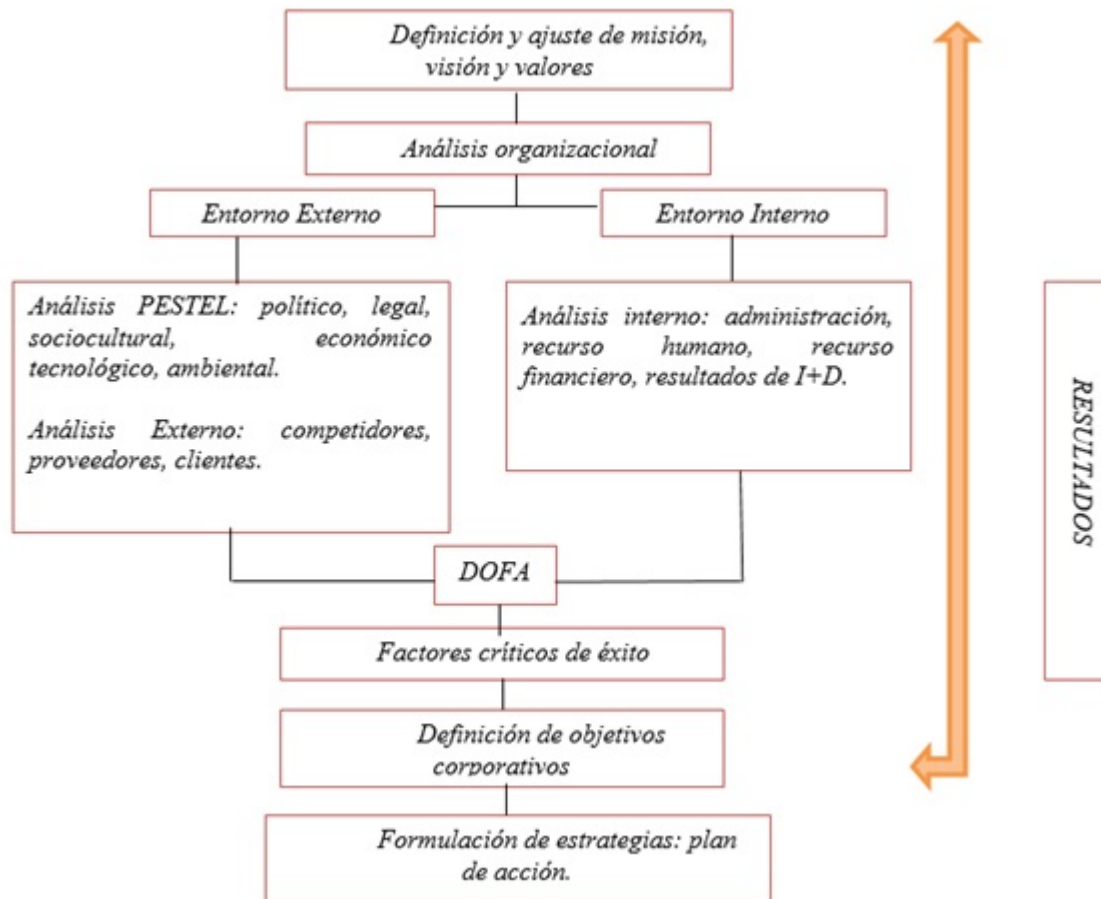 Definición y ajuste de misión,
visión y valores
Análisis organizacional
Entorno Externo
Entorno Interno
Análisis PESTEL: político, legal,
sociocultural, económico
tecnológico, ambiental.
Análisis Externo: competidores,
proveedores, clientes.
Análisis interno: administración,
recurso humano, recurso
financiero, resultados de I+D.
DOFA
Factores críticos de éxito
Definición de objetivos
corporativos
Formulación de estrategias: plan
de acción.
RESULTADOS